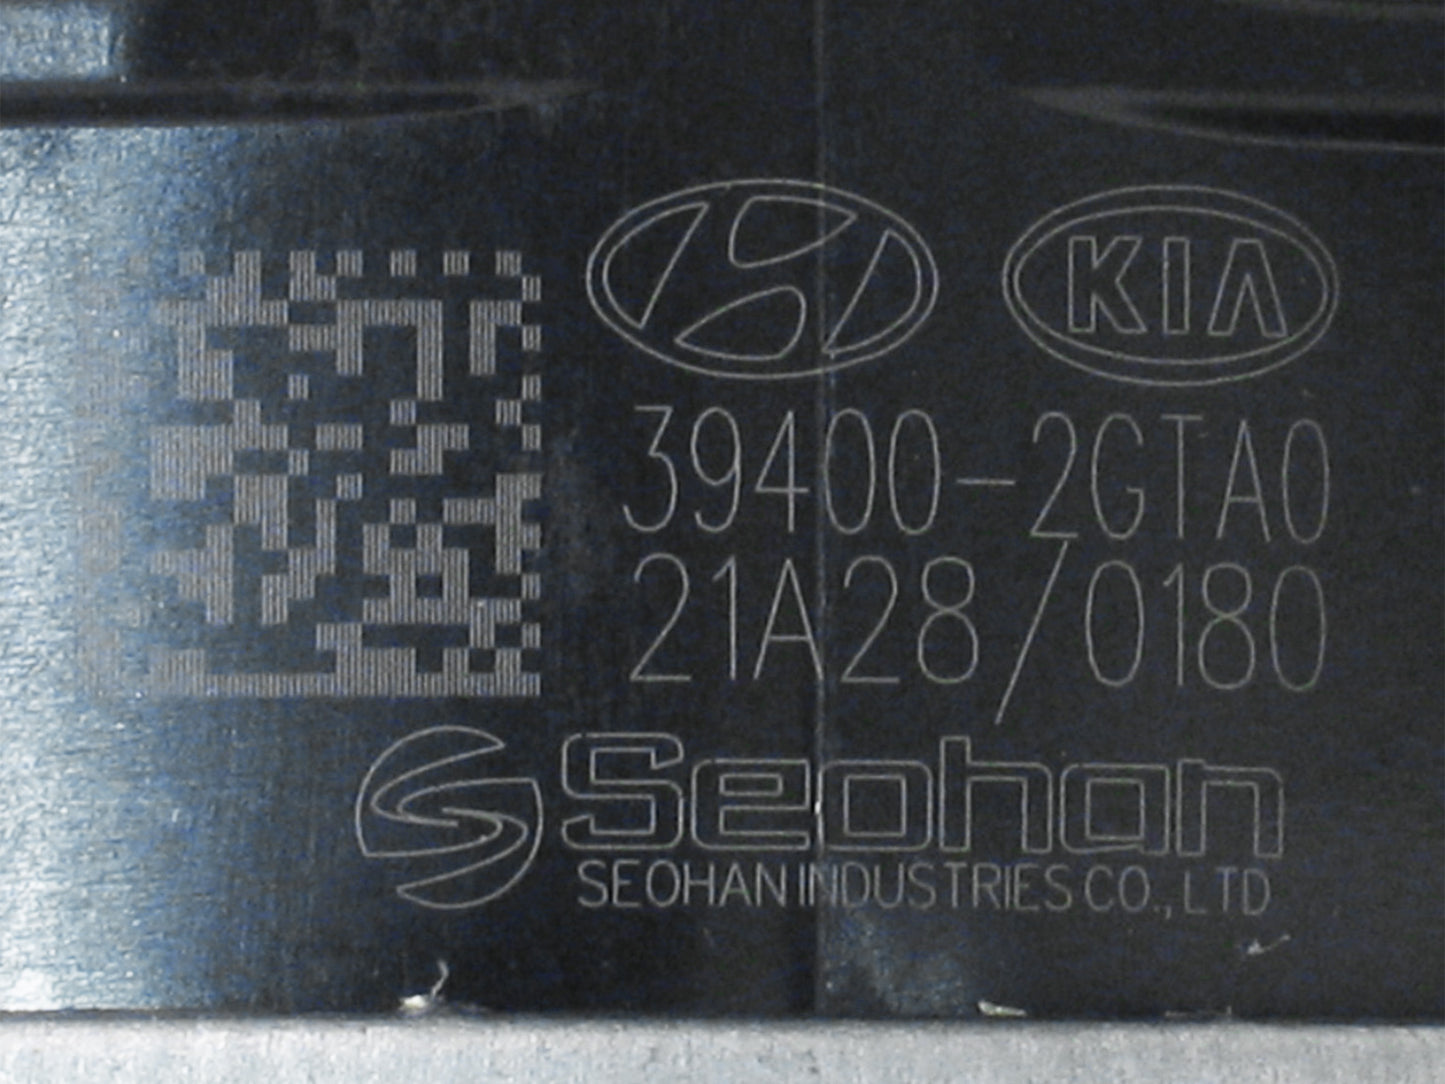 KIA
39400-2GTA0
21A28/0180
Seohan
SEOHAN INDUSTRIES CO., LTD